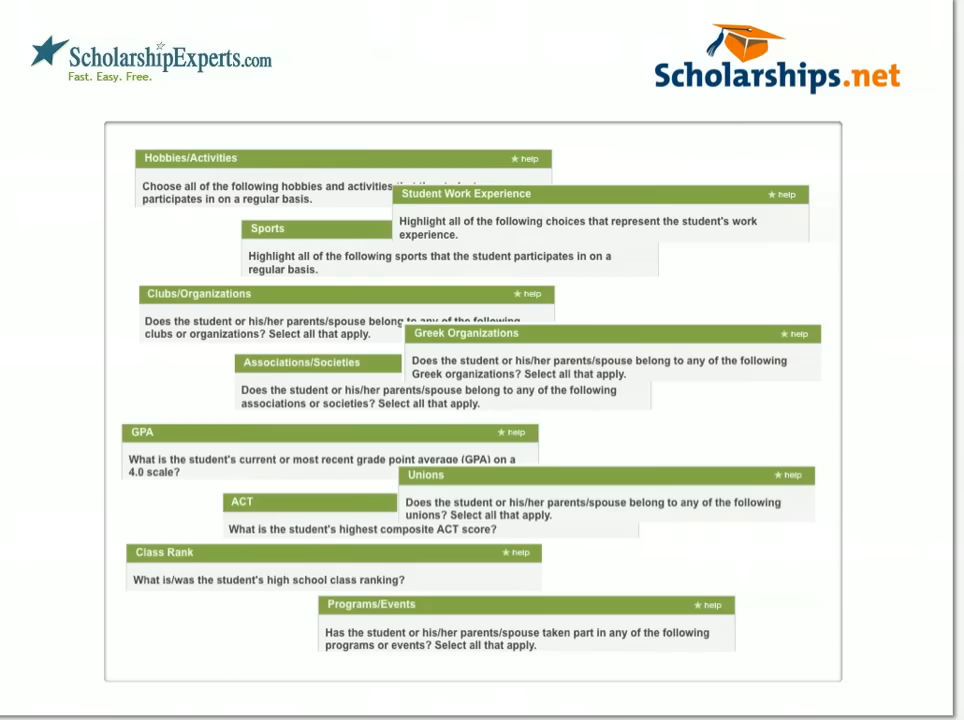 ScholarshipExperts.com
Fast. Easy. Free.
Scholarships.net
Hobbies/Activities
help
Choose all of the following hobbies and activities
participates in on a regular basis.
Student Work Experience
help
Highlight all of the following choices that represent the student's work
experience.
Sports
Highlight all of the following sports that the student participates in on a
regular basis.
Clubs/Organizations
help
Does the student or his/her parents/spouse belong to any of the following
clubs or organizations? Select all that apply.
Greek Organizations
help
Does the student or his/her parents/spouse belong to any of the following
Greek organizations? Select all that apply.
Associations/Societies
Does the student or his/her parents/spouse belong to any of the following
associations or societies? Select all that apply.
GPA
help
What is the student's current or most recent grade point average (GPA) on a
4.0 scale?
Unions
help
Does the student or his/her parents/spouse belong to any of the following
unions? Select all that apply.
ACT
What is the student's highest composite ACT score?
Class Rank
help
What is/was the student's high school class ranking?
Programs/Events
help
Has the student or his/her parents/spouse taken part in any of the following
programs or events? Select all that apply.